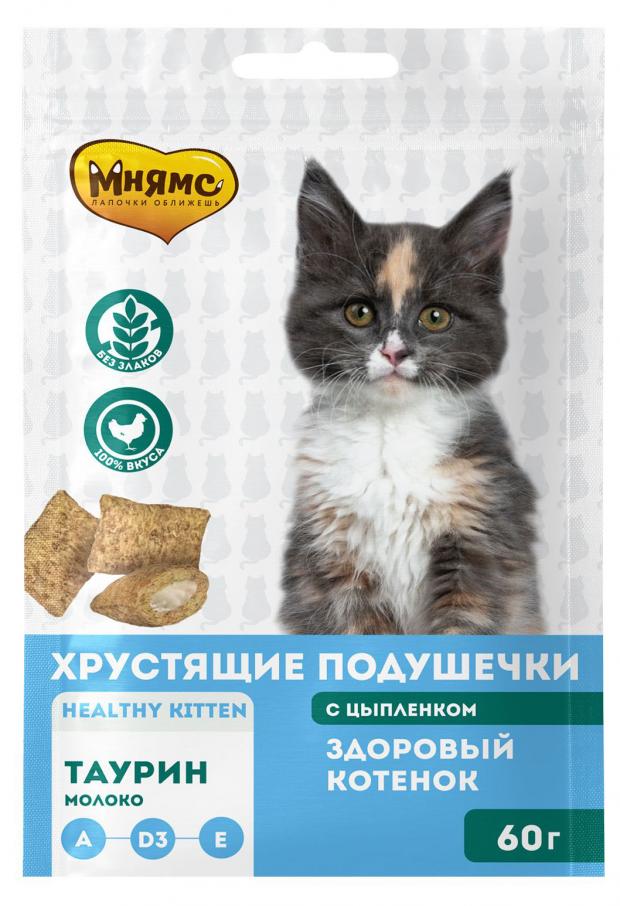 Мнямс
ЛАПОЧКИ ОБЛИЖЕШЬ
БЕЗ ЗЛАКОВ
100% ВКУСА
ХРУСТЯЩИЕ ПОДУШЕЧКИ
HEALTHY KITTEN
С ЦЫПЛЕНКОМ
ТАУРИН
МОЛОКО
ЗДОРОВЫЙ
КОТЕНОК
A D3 E
60г